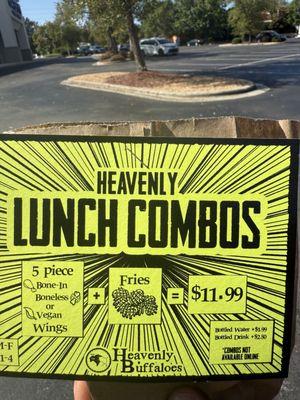 HEAVENLY
LUNCH COMBOS
5 Piece
Bone-In
Boneless
or
Vegan
Wings
+
Fries
=
$11.99
Bottled Water +$1.99
Bottled Drink +$2.80
*COMBOS NOT
AVAILABLE ONLINE
M-F
11-4
Heavenly
Buffaloes